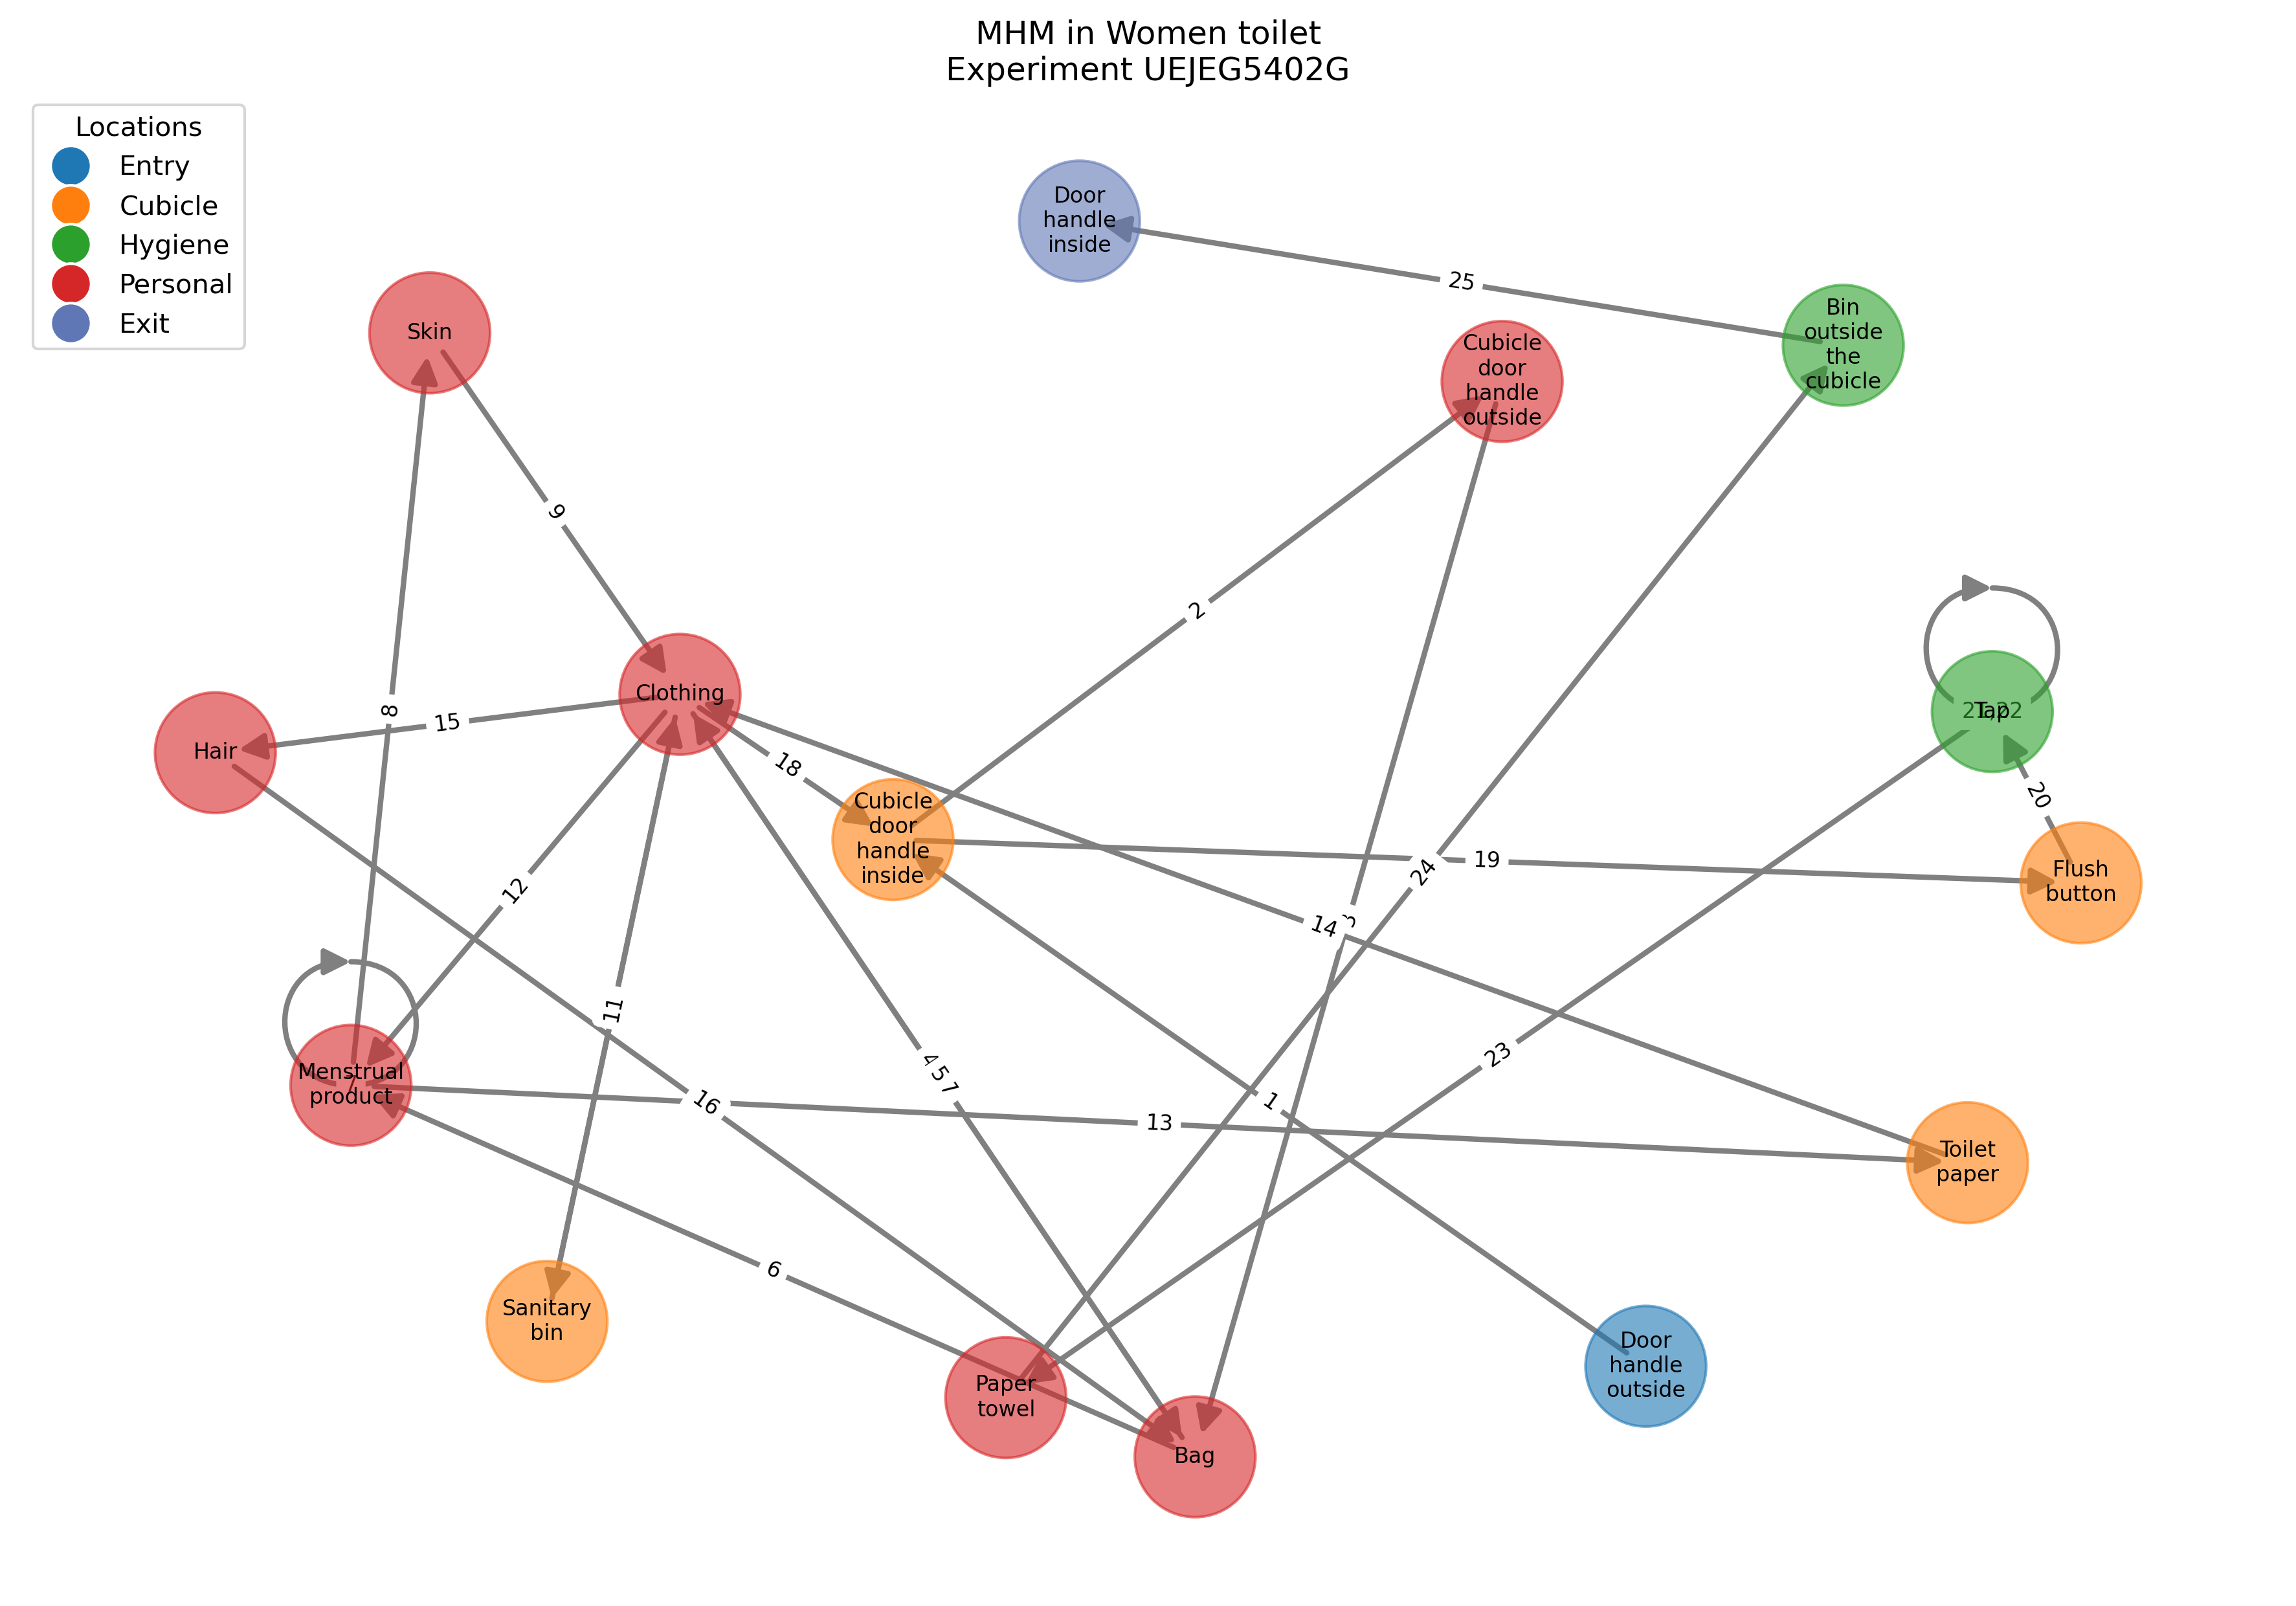 MHM in Women toilet
Experiment UEJEG5402G
Locations
Entry
Cubicle
Hygiene
Personal
Exit
Door
handle
inside
25
Bin
outside
the
cubicle
Cubicle
door
handle
outside
Skin
9
2
8
Clothing
15
Hair
18
Tap
20
Cubicle
door
handle
inside
19
24
Flush
button
12
14
11
23
4
5
7
Menstrual
product
16
1
13
Toilet
paper
6
Sanitary
bin
Paper
towel
Door
handle
outside
Bag